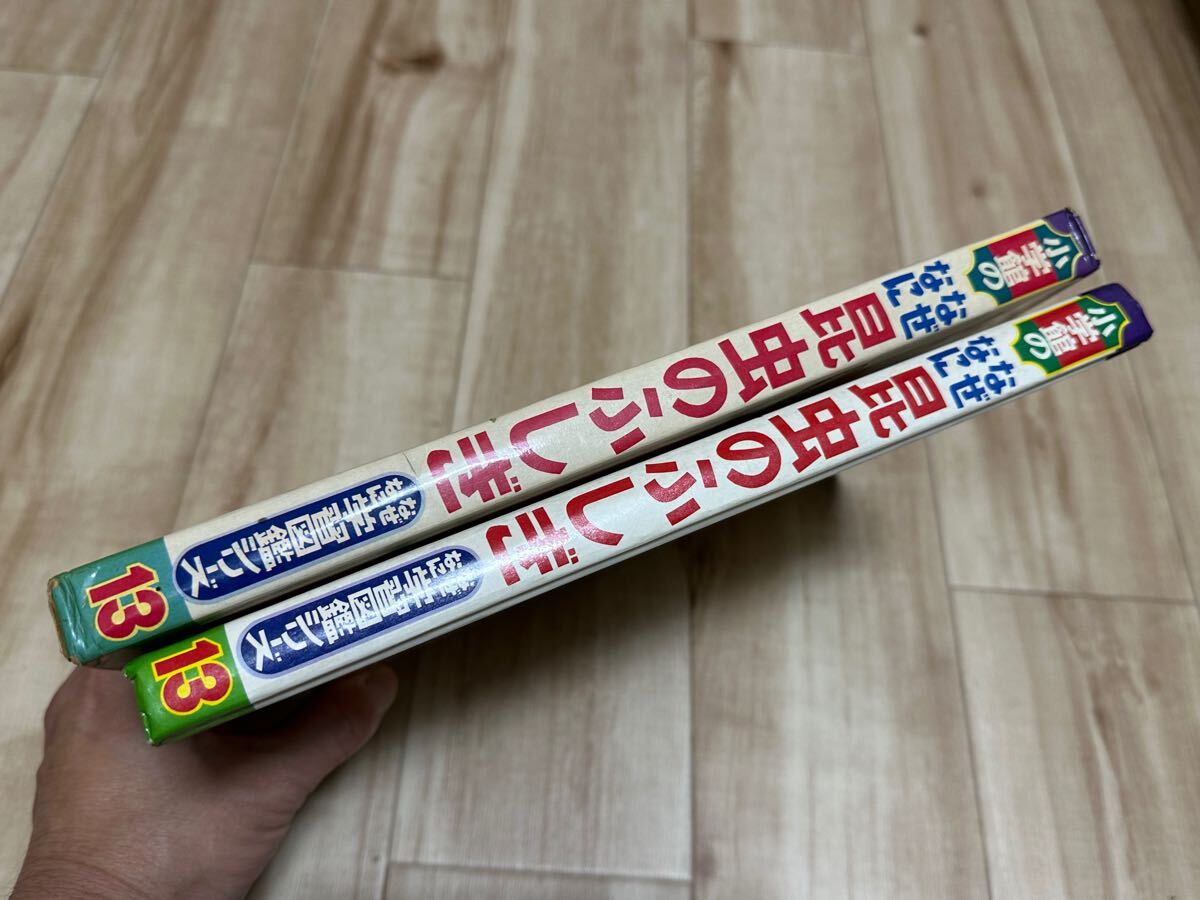 小学館の
なぜ
なに
昆虫のふしぎ
なぜ
なに
学習図鑑シリーズ
13
小学館の
なぜ
なに
昆虫のふしぎ
なぜ
なに
学習図鑑シリーズ
13